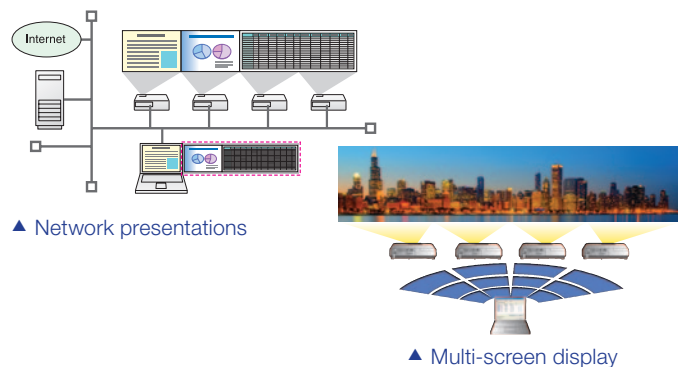 Internet
▲ Network presentations
▲ Multi-screen display